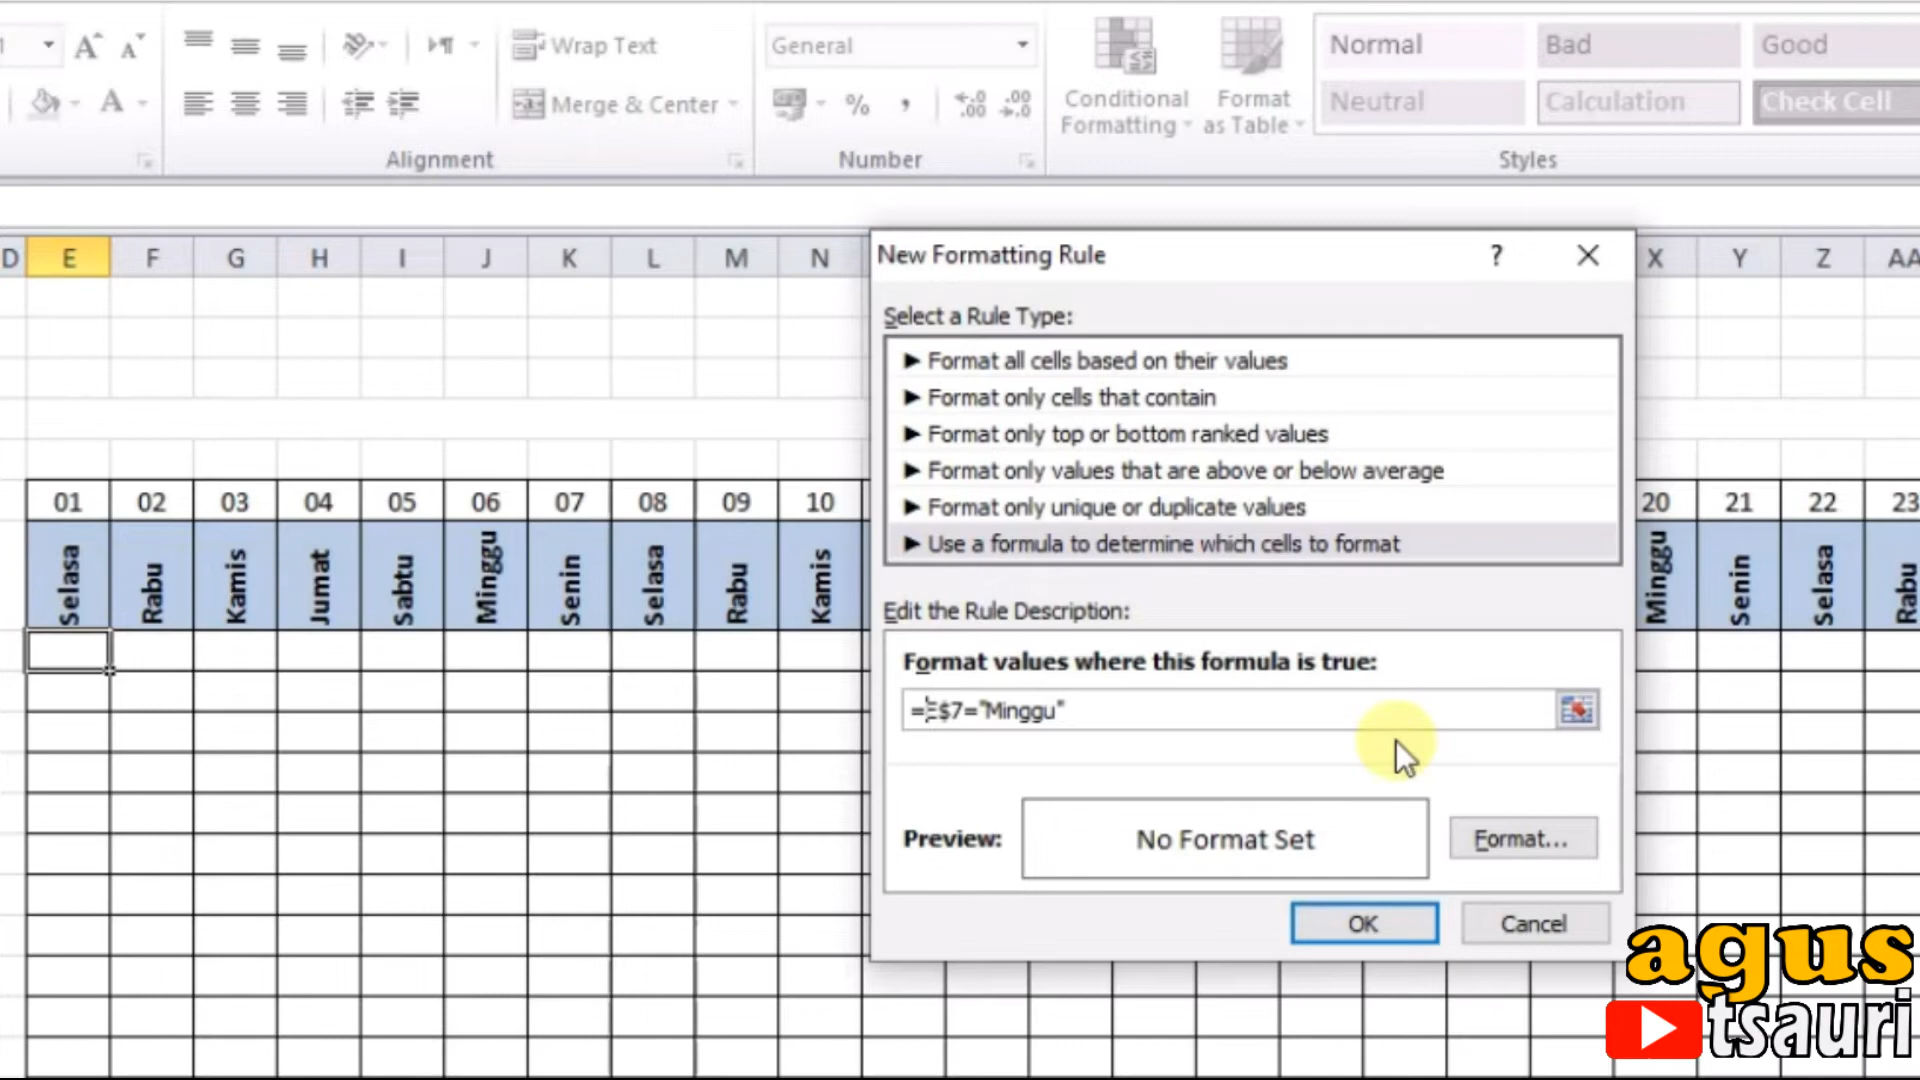 Wrap Text
General
Normal
Bad
Good
Merge & Center
%
,
Conditional
Formatting
Format
as Table
Neutral
Calculation
Check Cell
Alignment
Number
Styles
D E F G H I J K L M N X Y Z AA
New Formatting Rule
?
Select a Rule Type:
► Format all cells based on their values
► Format only cells that contain
► Format only top or bottom ranked values
► Format only values that are above or below average
► Format only unique or duplicate values
► Use a formula to determine which cells to format
01 02 03 04 05 06 07 08 09 10 20 21 22 23
Selasa Rabu Kamis Jumat Sabtu Minggu Senin Selasa Rabu Kamis Minggu Senin Selasa Rabu
Edit the Rule Description:
Format values where this formula is true:
=E$7="Minggu"
Preview:
No Format Set
Format...
OK
Cancel
agus
tsauri